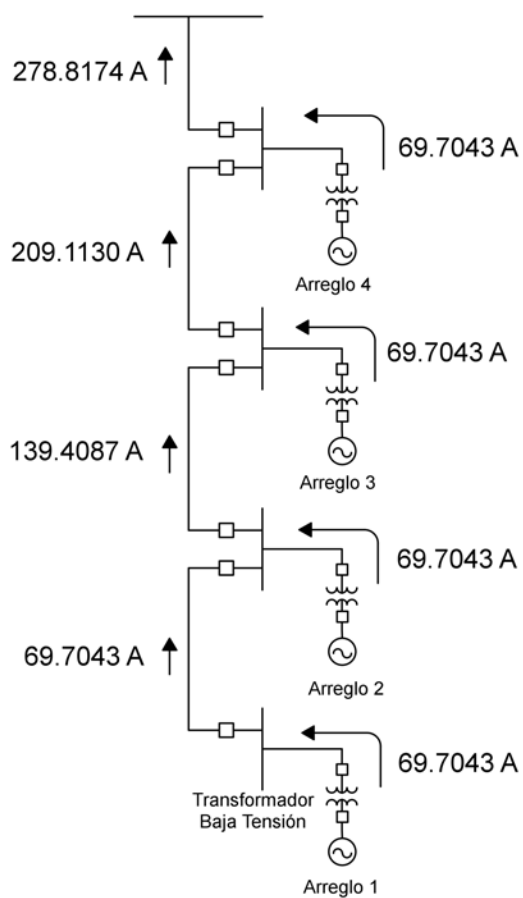 278.8174 A
69.7043 A
Arreglo 4
209.1130 A
69.7043 A
Arreglo 3
139.4087 A
69.7043 A
Arreglo 2
69.7043 A
69.7043 A
Transformador
Baja Tensión
Arreglo 1